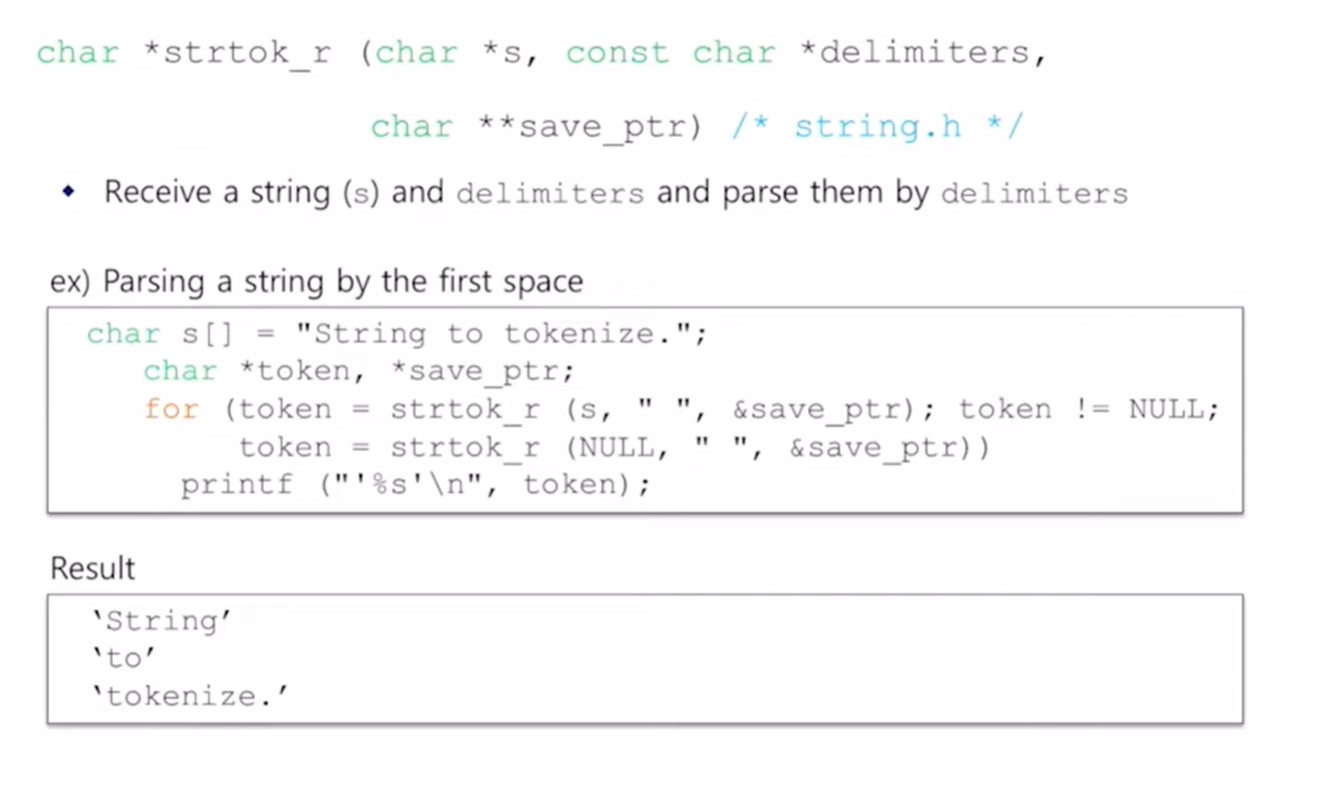 char *strtok_r (char *s, const char *delimiters,
char **save_ptr) /* string.h */
◆ Receive a string (s) and delimiters and parse them by delimiters
ex) Parsing a string by the first space
char s[] = "String to tokenize.";
char *token, *save_ptr;
for (token = strtok_r (s, " ", &save_ptr); token != NULL;
token = strtok_r (NULL, " ", &save_ptr))
printf ("'%s'\n", token);
Result
‘String’
‘to’
‘tokenize.’